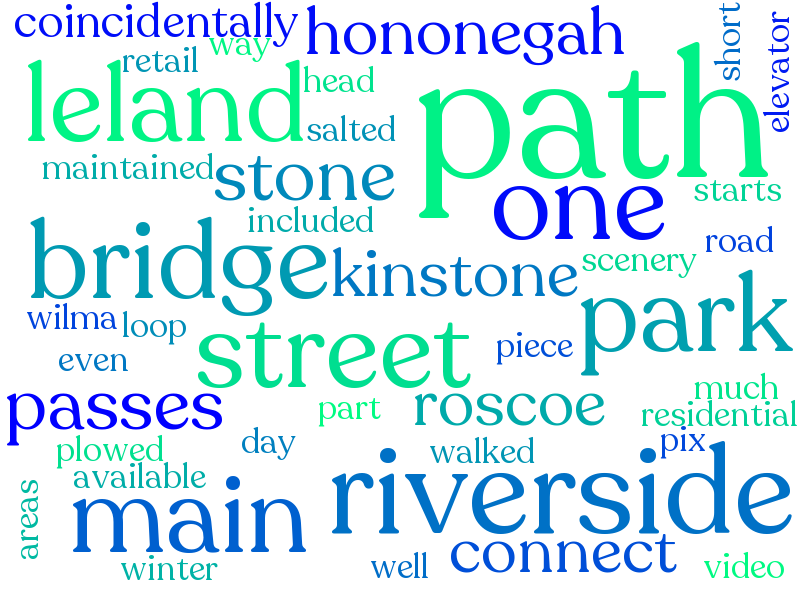 coincidentally
way
hononegah
short
elevator
retail
leland
head
path
salted
maintained
stone
included
one
starts
road
bridge
kinstone
scenery
wilma
loop
park
street
even
piece
passes
part
roscoe
much
residential
plowed
day
walked
pix
available
areas
main
riverside
winter
well
connect
video